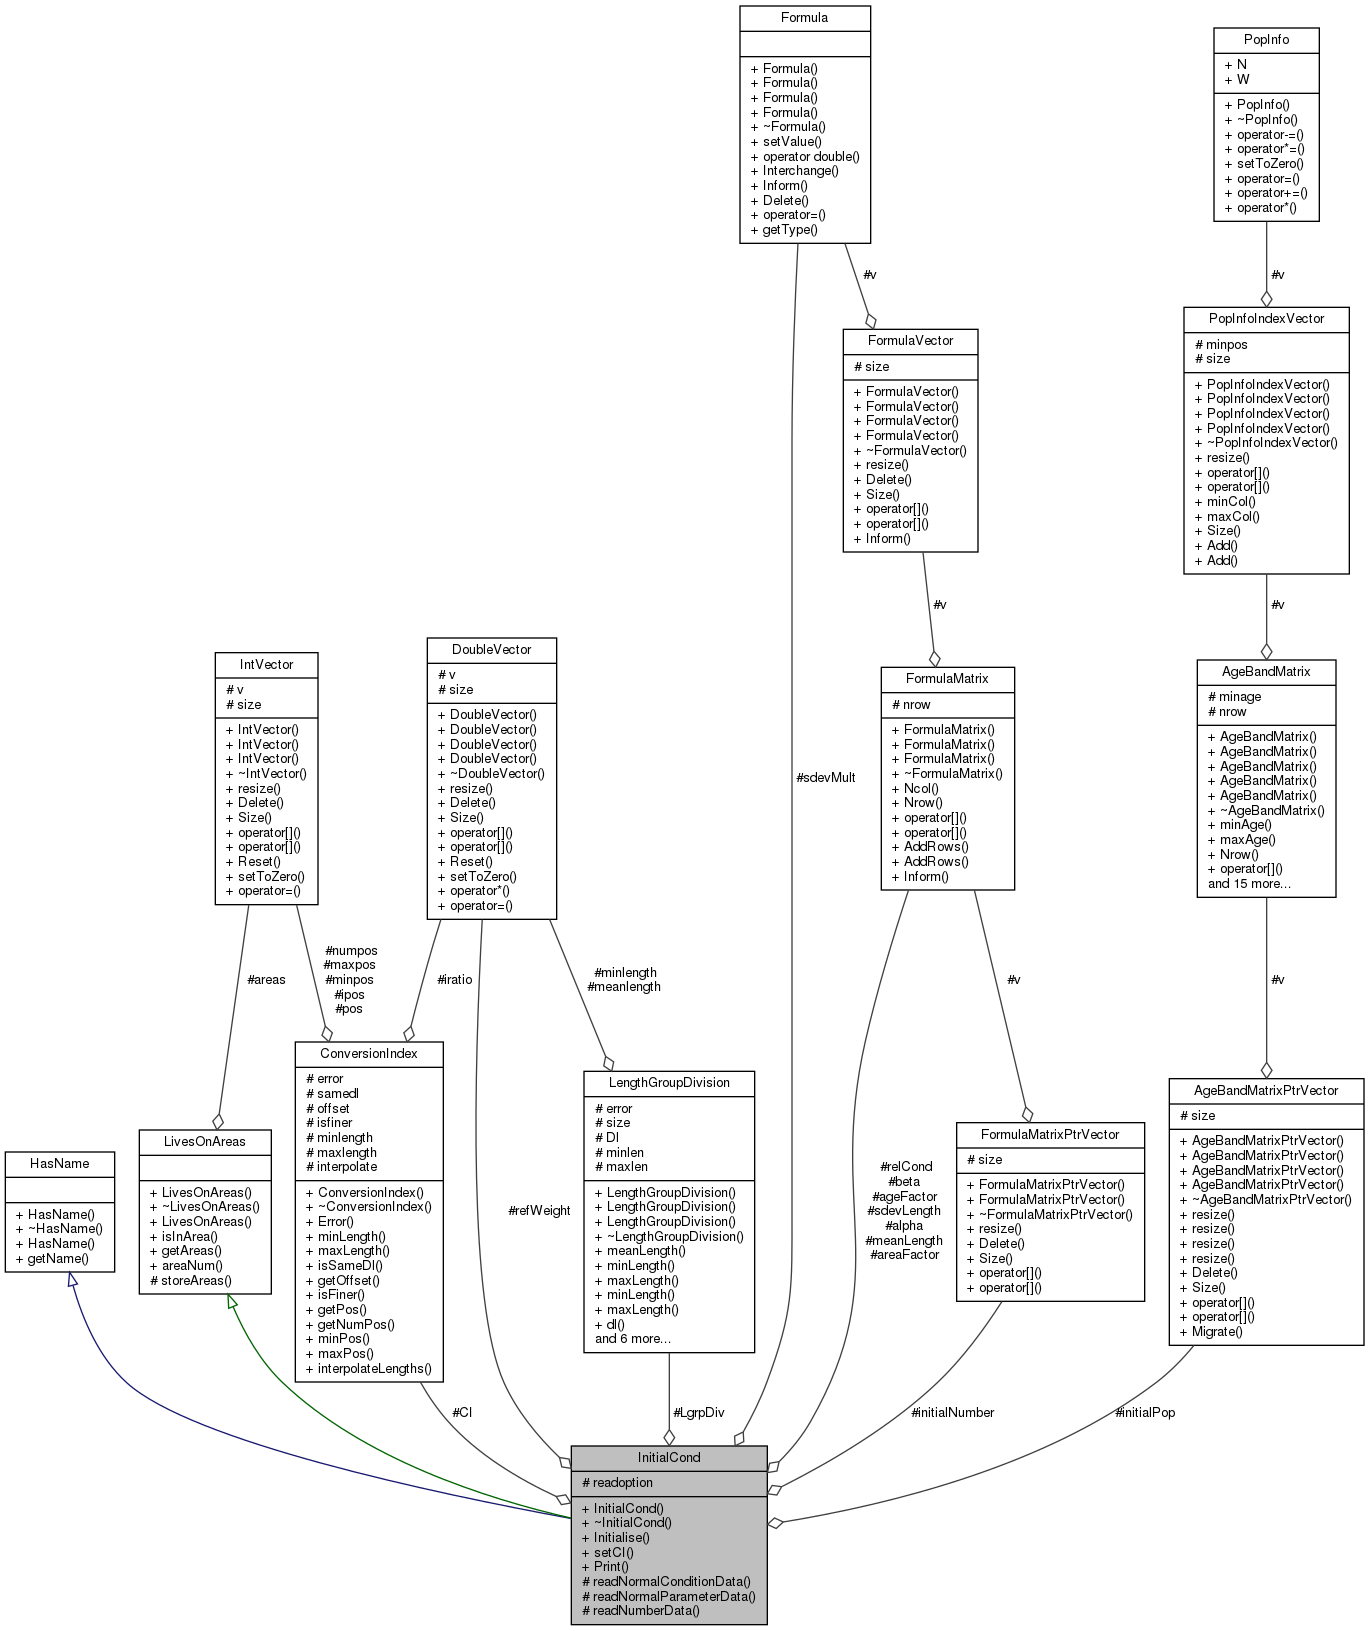 Formula
+ Formula()
+ Formula()
+ Formula()
+ Formula()
+ ~Formula()
+ setValue()
+ operator double()
+ Interchange()
+ Inform()
+ Delete()
+ operator=()
+ getType()
PopInfo
+ N
+ W
+ PopInfo()
+ ~PopInfo()
+ operator-=()
+ operator*=()
+ setToZero()
+ operator=()
+ operator+=()
+ operator*()
#v
#v
FormulaVector
# size
+ FormulaVector()
+ FormulaVector()
+ FormulaVector()
+ FormulaVector()
+ ~FormulaVector()
+ resize()
+ Delete()
+ Size()
+ operator[]()
+ operator[]()
+ Inform()
PopInfoIndexVector
# minpos
# size
+ PopInfoIndexVector()
+ PopInfoIndexVector()
+ PopInfoIndexVector()
+ PopInfoIndexVector()
+ ~PopInfoIndexVector()
+ resize()
+ operator[]()
+ operator[]()
+ minCol()
+ maxCol()
+ Size()
+ Add()
+ Add()
#v
#v
IntVector
# v
# size
+ IntVector()
+ IntVector()
+ IntVector()
+ ~IntVector()
+ resize()
+ Delete()
+ Size()
+ operator[]()
+ operator[]()
+ Reset()
+ setToZero()
+ operator=()
DoubleVector
# v
# size
+ DoubleVector()
+ DoubleVector()
+ DoubleVector()
+ DoubleVector()
+ ~DoubleVector()
+ resize()
+ Delete()
+ Size()
+ operator[]()
+ operator[]()
+ Reset()
+ setToZero()
+ operator*()
+ operator=()
#sdevMult
FormulaMatrix
# nrow
+ FormulaMatrix()
+ FormulaMatrix()
+ FormulaMatrix()
+ ~FormulaMatrix()
+ Ncol()
+ Nrow()
+ operator[]()
+ operator[]()
+ AddRows()
+ AddRows()
+ Inform()
AgeBandMatrix
# minage
# nrow
+ AgeBandMatrix()
+ AgeBandMatrix()
+ AgeBandMatrix()
+ AgeBandMatrix()
+ AgeBandMatrix()
+ ~AgeBandMatrix()
+ minAge()
+ maxAge()
+ Nrow()
+ operator[]()
and 15 more...
#areas
#numpos
#maxpos
#minpos
#ipos
#pos
#iratio
#minlength
#meanlength
#v
#v
HasName
+ HasName()
+ ~HasName()
+ HasName()
+ getName()
LivesOnAreas
+ LivesOnAreas()
+ ~LivesOnAreas()
+ LivesOnAreas()
+ isInArea()
+ getAreas()
+ areaNum()
# storeAreas()
ConversionIndex
# error
# samedl
# offset
# isfiner
# minlength
# maxlength
# interpolate
+ ConversionIndex()
+ ~ConversionIndex()
+ Error()
+ minLength()
+ maxLength()
+ isSameDl()
+ getOffset()
+ isFiner()
+ getPos()
+ getNumPos()
+ minPos()
+ maxPos()
+ interpolateLengths()
#refWeight
LengthGroupDivision
# error
# size
# Dl
# minlen
# maxlen
+ LengthGroupDivision()
+ LengthGroupDivision()
+ LengthGroupDivision()
+ ~LengthGroupDivision()
+ meanLength()
+ minLength()
+ maxLength()
+ minLength()
+ maxLength()
+ dl()
and 6 more...
#relCond
#beta
#ageFactor
#sdevLength
#alpha
#meanLength
#areaFactor
FormulaMatrixPtrVector
# size
+ FormulaMatrixPtrVector()
+ FormulaMatrixPtrVector()
+ ~FormulaMatrixPtrVector()
+ resize()
+ Delete()
+ Size()
+ operator[]()
+ operator[]()
AgeBandMatrixPtrVector
# size
+ AgeBandMatrixPtrVector()
+ AgeBandMatrixPtrVector()
+ AgeBandMatrixPtrVector()
+ AgeBandMatrixPtrVector()
+ ~AgeBandMatrixPtrVector()
+ resize()
+ resize()
+ resize()
+ resize()
+ Delete()
+ Size()
+ operator[]()
+ operator[]()
+ Migrate()
#CI
#LgrpDiv
#initialNumber
#initialPop
InitialCond
# readoption
+ InitialCond()
+ ~InitialCond()
+ Initialise()
+ setCI()
+ Print()
# readNormalConditionData()
# readNormalParameterData()
# readNumberData()